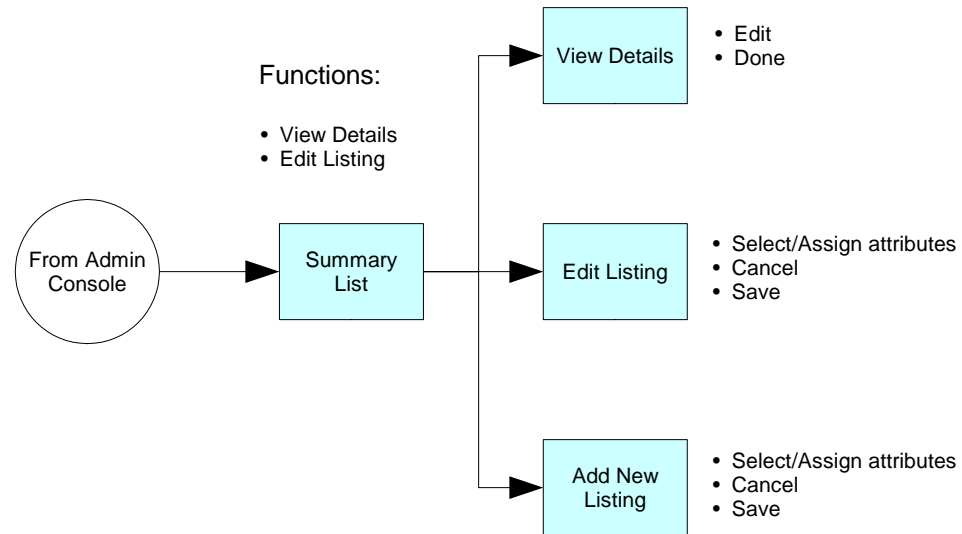 Functions:
• View Details
• Edit Listing
From Admin
Console
Summary
List
View Details
• Edit
• Done
Edit Listing
• Select/Assign attributes
• Cancel
• Save
Add New
Listing
• Select/Assign attributes
• Cancel
• Save